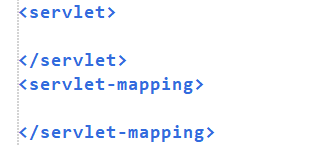 <servlet>
</servlet>
<servlet-mapping>
</servlet-mapping>